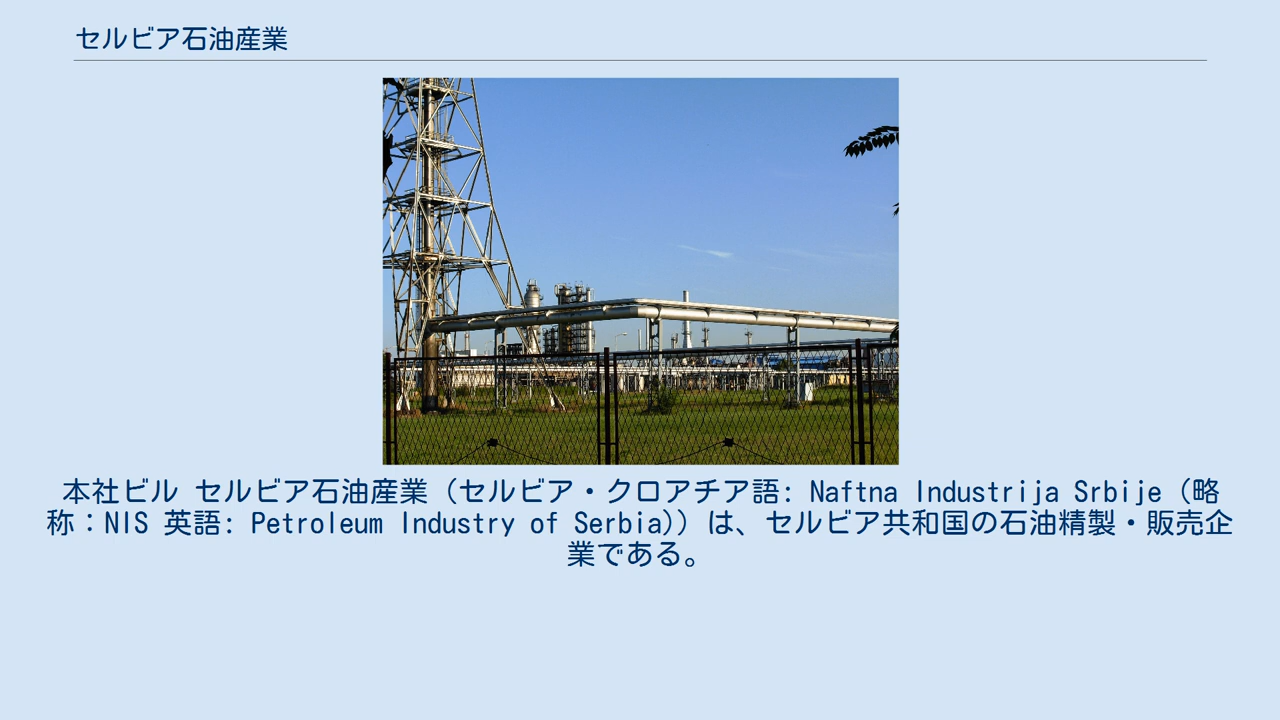 セルビア石油産業
本社ビル セルビア石油産業（セルビア・クロアチア語: Naftna Industrija Srbije（略
称：NIS 英語: Petroleum Industry of Serbia)）は、セルビア共和国の石油精製・販売企
業である。